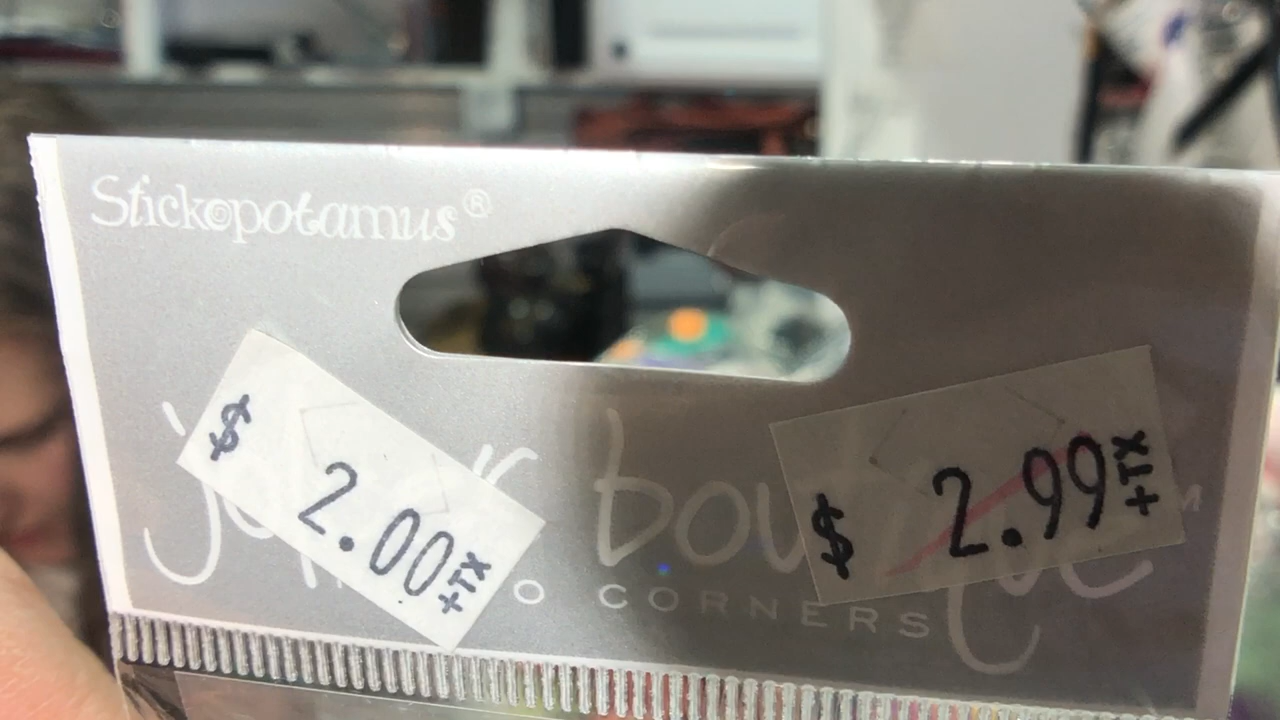 Stickopotamus®
$ 2.00 +TX
$ 2.99 +TX
CORNERS